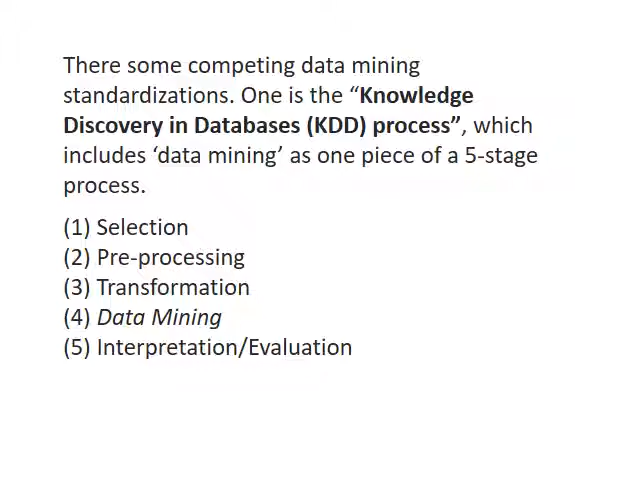 There some competing data mining
standardizations. One is the “Knowledge
Discovery in Databases (KDD) process”, which
includes ‘data mining’ as one piece of a 5-stage
process.
(1) Selection
(2) Pre-processing
(3) Transformation
(4) Data Mining
(5) Interpretation/Evaluation